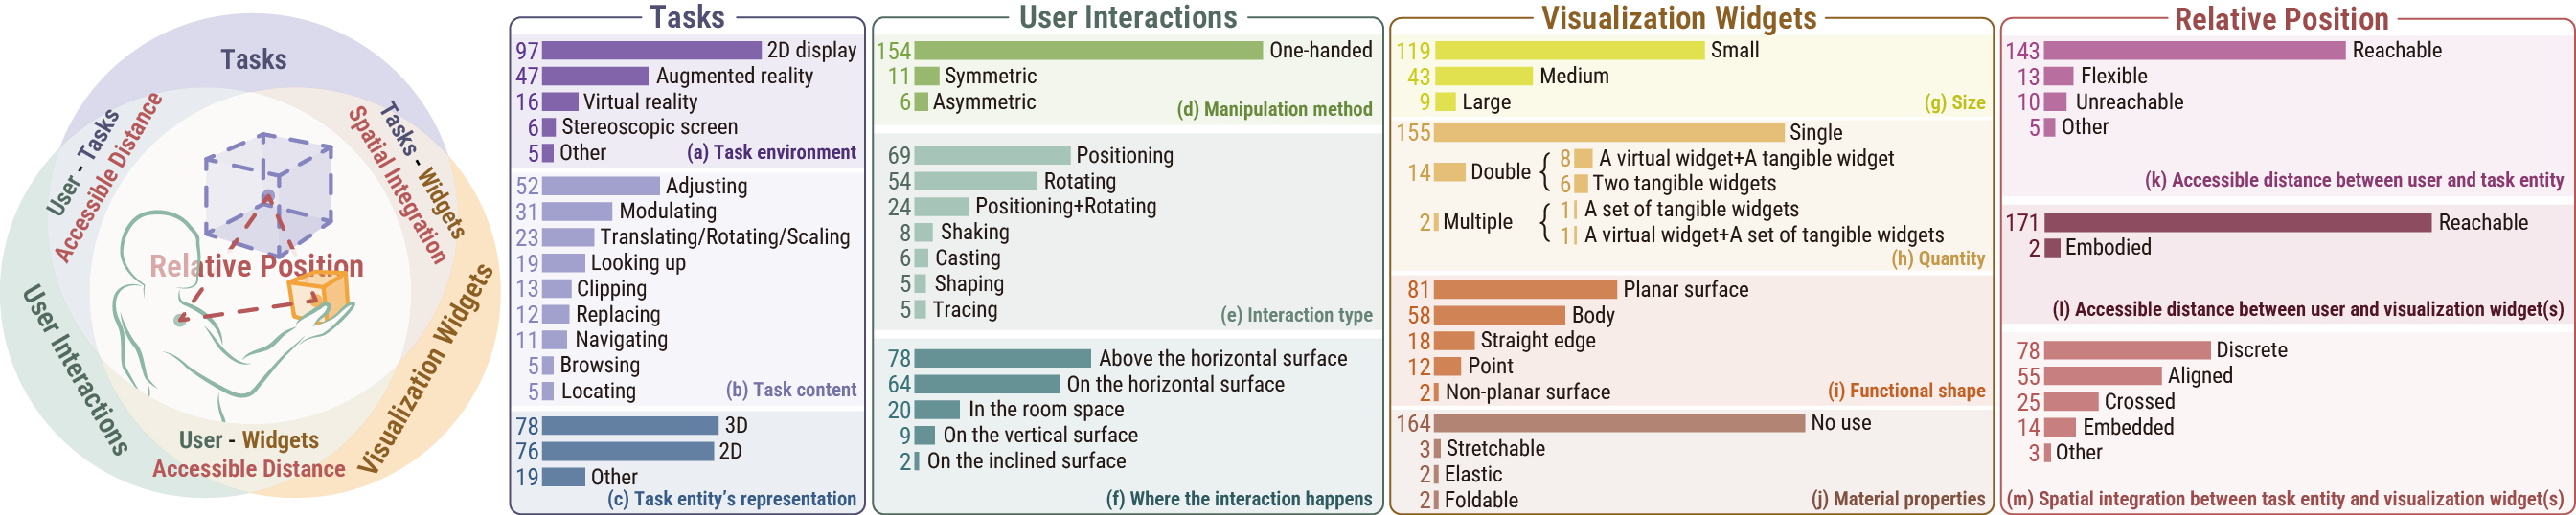 Tasks
User - Tasks
Accessible Distance
Tasks - Widgets
Spatial Integration
Relative Position
User Interactions
Visualization Widgets
User - Widgets
Accessible Distance
Tasks
97 2D display
47 Augmented reality
16 Virtual reality
6 Stereoscopic screen
5 Other
(a) Task environment
52 Adjusting
31 Modulating
23 Translating/Rotating/Scaling
19 Looking up
13 Clipping
12 Replacing
11 Navigating
5 Browsing
5 Locating
(b) Task content
78 3D
76 2D
19 Other
(c) Task entity's representation
User Interactions
154 One-handed
11 Symmetric
6 Asymmetric
(d) Manipulation method
69 Positioning
54 Rotating
24 Positioning+Rotating
8 Shaking
6 Casting
5 Shaping
5 Tracing
(e) Interaction type
78 Above the horizontal surface
64 On the horizontal surface
20 In the room space
9 On the vertical surface
2 On the inclined surface
(f) Where the interaction happens
Visualization Widgets
119 Small
43 Medium
9 Large
(g) Size
155 Single
14 Double
8 A virtual widget+A tangible widget
6 Two tangible widgets
2 Multiple
1 A set of tangible widgets
1 A virtual widget+A set of tangible widgets
(h) Quantity
81 Planar surface
58 Body
18 Straight edge
12 Point
2 Non-planar surface
(i) Functional shape
164 No use
3 Stretchable
2 Elastic
2 Foldable
(j) Material properties
Relative Position
143 Reachable
13 Flexible
10 Unreachable
5 Other
(k) Accessible distance between user and task entity
171 Reachable
2 Embodied
(l) Accessible distance between user and visualization widget(s)
78 Discrete
55 Aligned
25 Crossed
14 Embedded
3 Other
(m) Spatial integration between task entity and visualization widget(s)